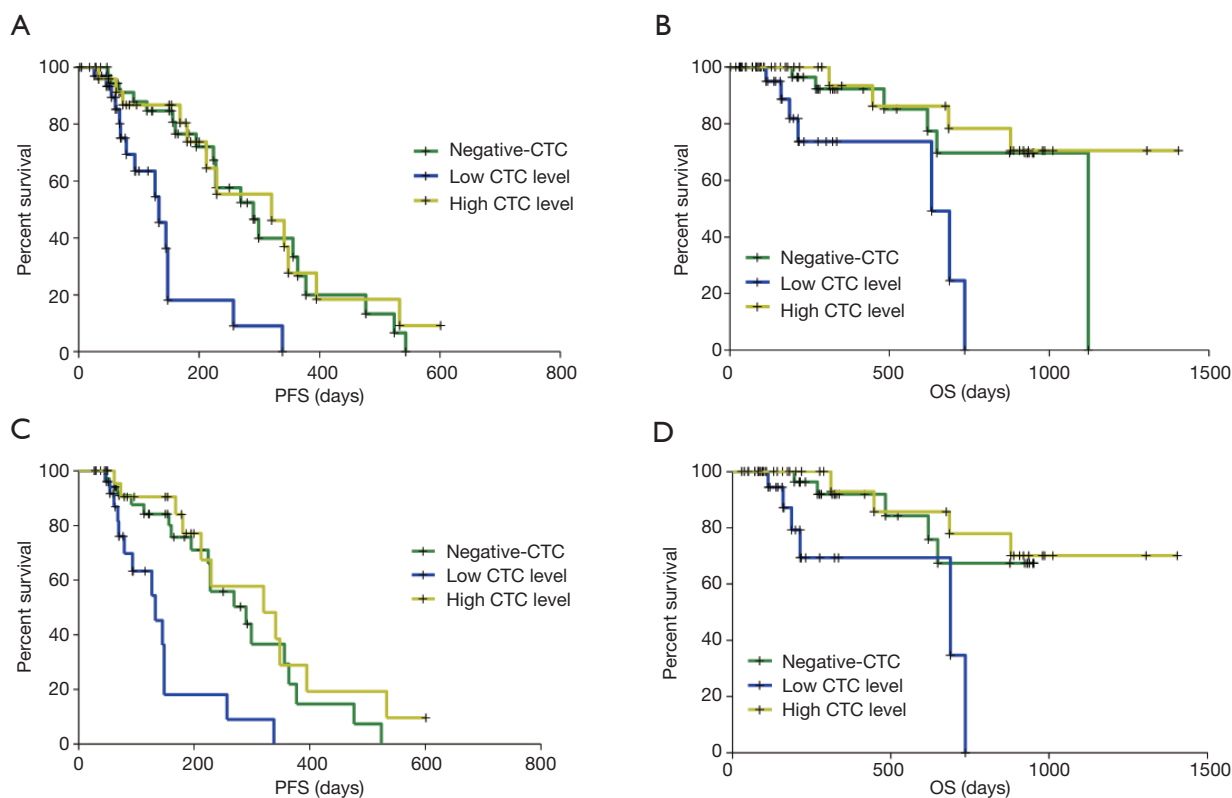 A
Percent survival
100
80
60
40
20
0
Negative-CTC
Low CTC level
High CTC level
0 200 400 600 800
PFS (days)
B
Percent survival
100
80
60
40
20
0
Negative-CTC
Low CTC level
High CTC level
0 500 1000 1500
OS (days)
C
Percent survival
100
80
60
40
20
0
Negative-CTC
Low CTC level
High CTC level
0 200 400 600 800
PFS (days)
D
Percent survival
100
80
60
40
20
0
Negative-CTC
Low CTC level
High CTC level
0 500 1000 1500
OS (days)